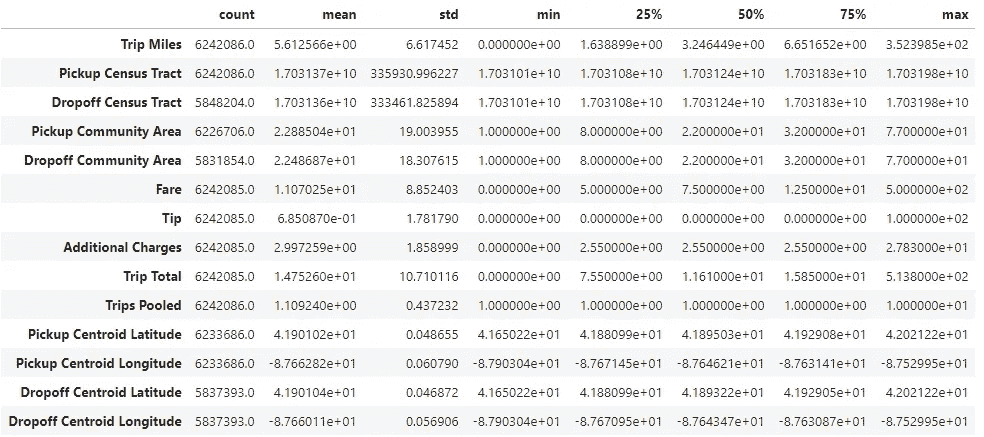 count mean std min 25% 50% 75% max
Trip Miles 6242086.0 5.612566e+00 6.617452 0.000000e+00 1.638899e+00 3.246449e+00 6.651652e+00 3.523985e+02
Pickup Census Tract 6242086.0 1.703137e+10 335930.996227 1.703101e+10 1.703108e+10 1.703124e+10 1.703183e+10 1.703198e+10
Dropoff Census Tract 5848204.0 1.703136e+10 333461.825894 1.703101e+10 1.703108e+10 1.703124e+10 1.703183e+10 1.703198e+10
Pickup Community Area 6226706.0 2.288504e+01 19.003955 1.000000e+00 8.000000e+00 2.200000e+01 3.200000e+01 7.700000e+01
Dropoff Community Area 5831854.0 2.248687e+01 18.307615 1.000000e+00 8.000000e+00 2.200000e+01 3.200000e+01 7.700000e+01
Fare 6242085.0 1.107025e+01 8.852403 0.000000e+00 5.000000e+00 7.500000e+00 1.250000e+01 5.000000e+02
Tip 6242085.0 6.850870e-01 1.781790 0.000000e+00 0.000000e+00 0.000000e+00 0.000000e+00 1.000000e+02
Additional Charges 6242085.0 2.997259e+00 1.858999 0.000000e+00 2.550000e+00 2.550000e+00 2.550000e+00 2.783000e+01
Trip Total 6242085.0 1.475260e+01 10.710116 0.000000e+00 7.550000e+00 1.161000e+01 1.585000e+01 5.138000e+02
Trips Pooled 6242086.0 1.109240e+00 0.437232 1.000000e+00 1.000000e+00 1.000000e+00 1.000000e+00 1.000000e+01
Pickup Centroid Latitude 6233686.0 4.190102e+01 0.048655 4.165022e+01 4.188099e+01 4.189503e+01 4.192908e+01 4.202122e+01
Pickup Centroid Longitude 6233686.0 -8.766282e+01 0.060790 -8.790304e+01 -8.767145e+01 -8.764621e+01 -8.763141e+01 -8.752995e+01
Dropoff Centroid Latitude 5837393.0 4.190104e+01 0.046872 4.165022e+01 4.188099e+01 4.189322e+01 4.192905e+01 4.202122e+01
Dropoff Centroid Longitude 5837393.0 -8.766011e+01 0.056906 -8.790304e+01 -8.767095e+01 -8.764347e+01 -8.763087e+01 -8.752995e+01